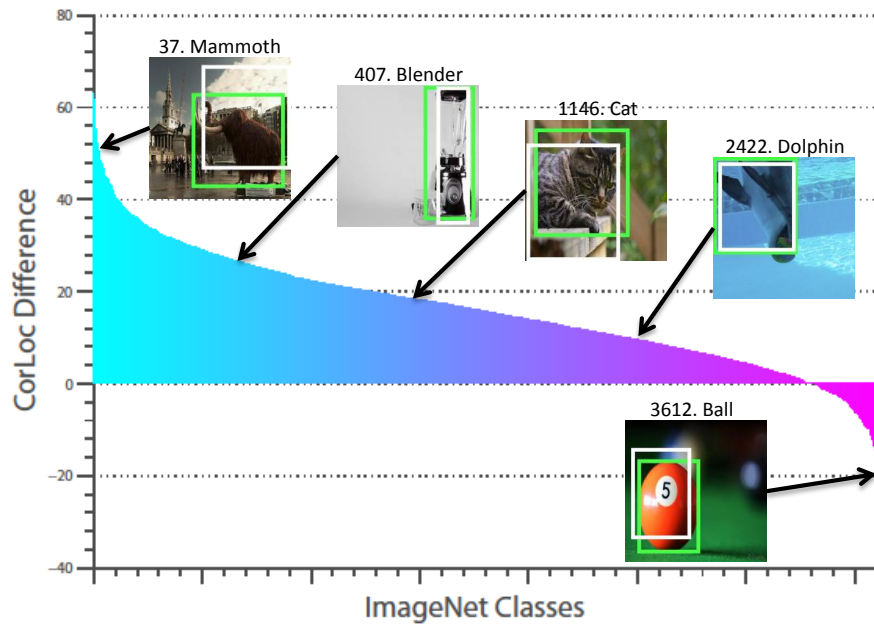 80
37. Mammoth
407. Blender
1146. Cat
2422. Dolphin
60
40
20
0
3612. Ball
5
−20
−40
CorLoc Difference
ImageNet Classes